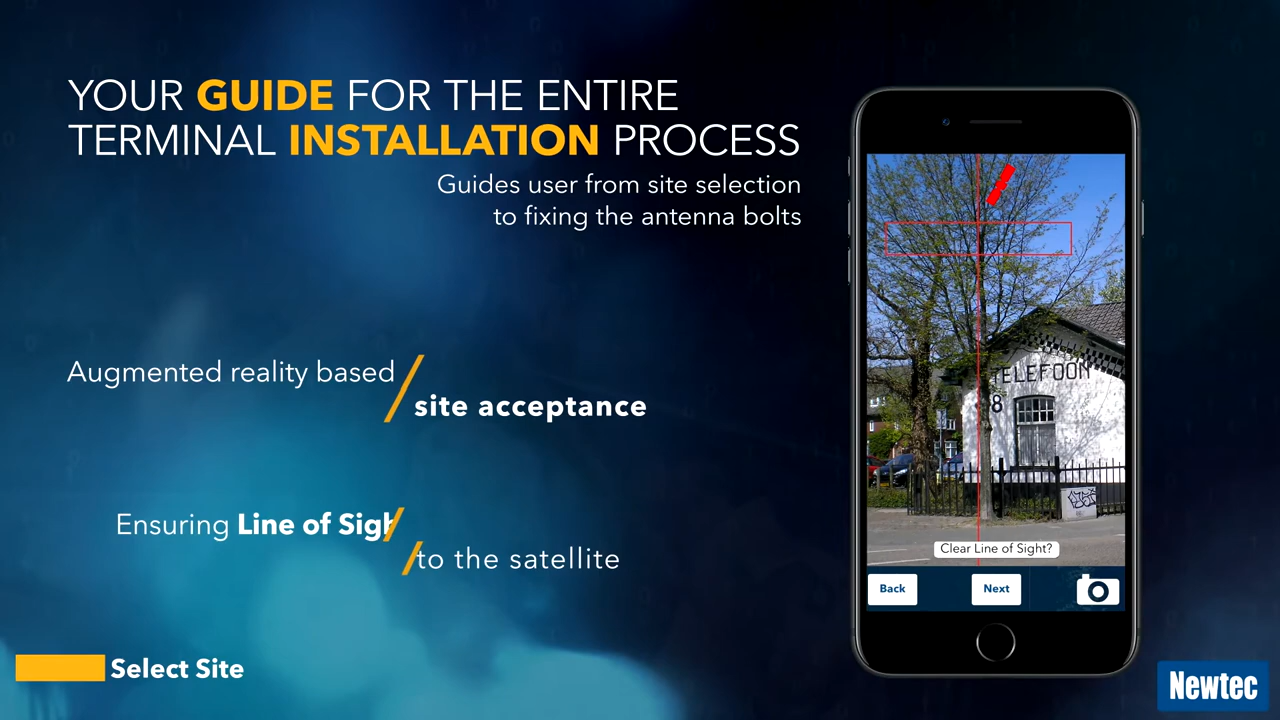 YOUR GUIDE FOR THE ENTIRE
TERMINAL INSTALLATION PROCESS
Guides user from site selection
to fixing the antenna bolts
Augmented reality based
site acceptance
Ensuring Line of Sigh
to the satellite
Select Site
TELEFOON
8
Clear Line of Sight?
Back
Next
Newtec